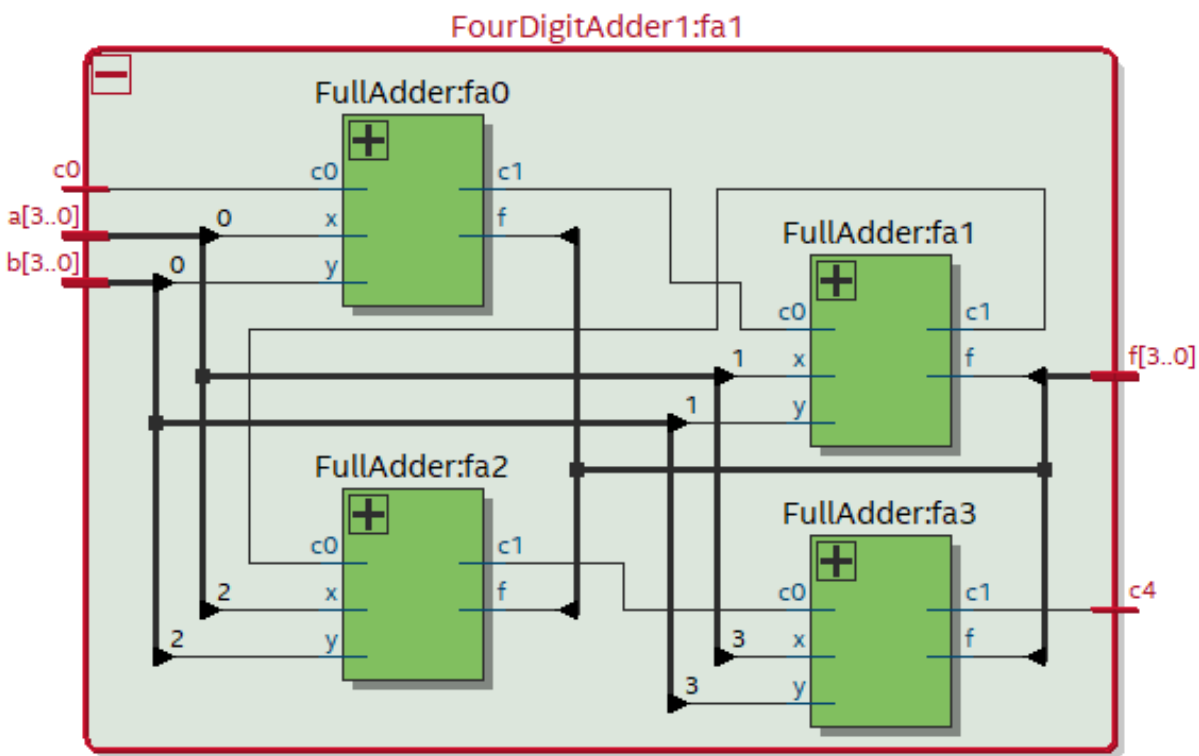 FourDigitAdder1:fa1
FullAdder:fa0
c0
c0
c1
a[3..0]
0
x
f
b[3..0]
0
y
FullAdder:fa1
c0
c1
1
x
f
f[3..0]
1
y
FullAdder:fa2
c0
c1
2
x
f
2
y
FullAdder:fa3
c0
c1
c4
3
x
f
3
y